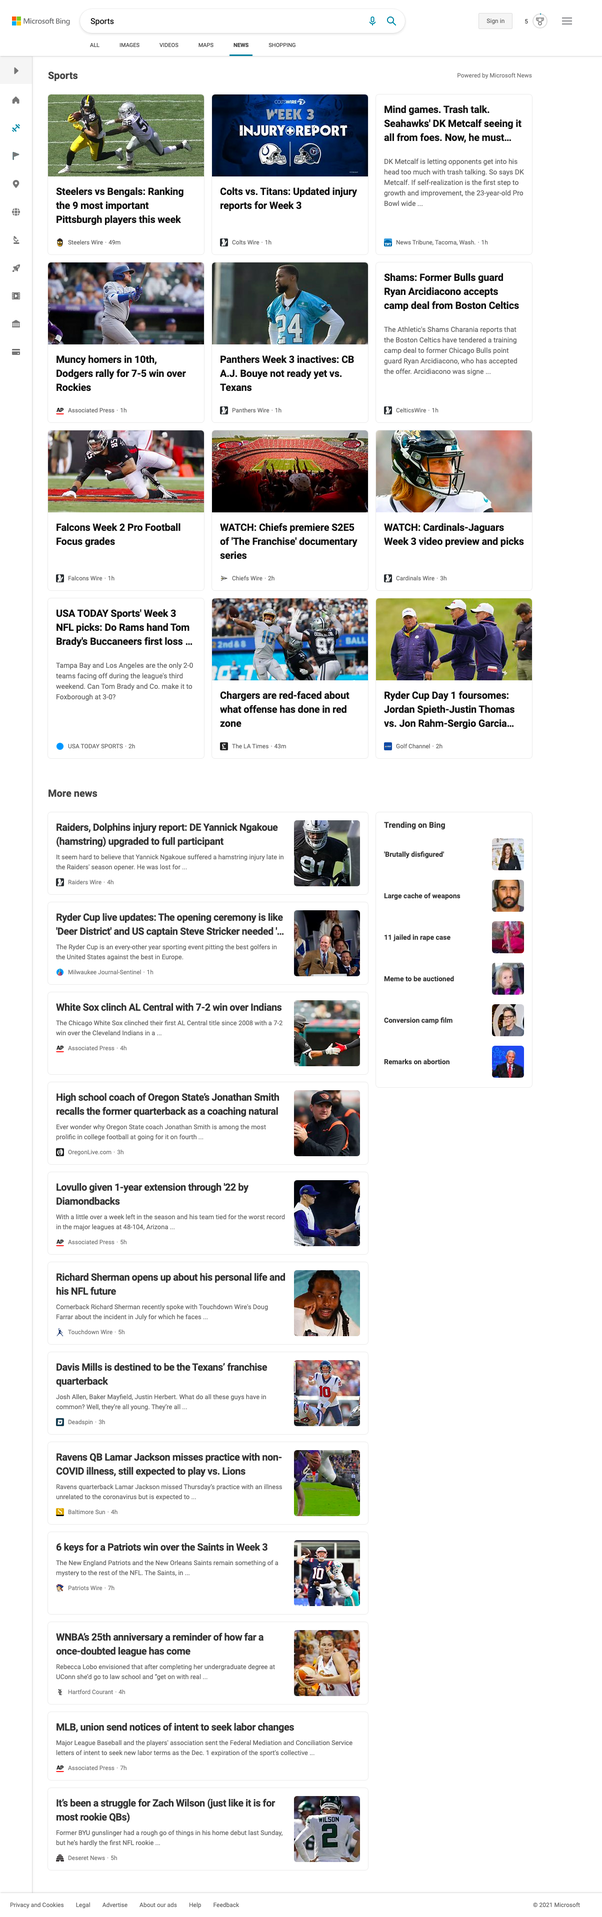 Microsoft Bing
Sports
Sign in
5
ALL
IMAGES
VIDEOS
MAPS
NEWS
SHOPPING
Sports
Powered by Microsoft News
Steelers vs Bengals: Ranking
the 9 most important
Pittsburgh players this week
Steelers Wire · 49m
COLTS WIRE
WEEK 3
INJURY+REPORT
Colts vs. Titans: Updated injury
reports for Week 3
Colts Wire · 1h
Mind games. Trash talk.
Seahawks' DK Metcalf seeing it
all from foes. Now, he must…
DK Metcalf is letting opponents get into his
head too much with trash talking. So says DK
Metcalf. If self-realization is the first step to
growth and improvement, the 23-year-old Pro
Bowl wide ...
News Tribune, Tacoma, Wash. · 1h
Muncy homers in 10th,
Dodgers rally for 7-5 win over
Rockies
AP Associated Press · 1h
24
Panthers Week 3 inactives: CB
A.J. Bouye not ready yet vs.
Texans
Panthers Wire · 1h
Shams: Former Bulls guard
Ryan Arcidiacono accepts
camp deal from Boston Celtics
The Athletic's Shams Charania reports that
the Boston Celtics have tendered a training
camp deal to former Chicago Bulls point
guard Ryan Arcidiacono, who has accepted
the offer. Arcidiacono was signe ...
CelticsWire · 1h
Falcons Week 2 Pro Football
Focus grades
Falcons Wire · 1h
WATCH: Chiefs premiere S2E5
of 'The Franchise' documentary
series
Chiefs Wire · 2h
WATCH: Cardinals-Jaguars
Week 3 video preview and picks
Cardinals Wire · 3h
USA TODAY Sports' Week 3
NFL picks: Do Rams hand Tom
Brady's Buccaneers first loss ...
Tampa Bay and Los Angeles are the only 2-0
teams facing off during the league's third
weekend. Can Tom Brady and Co. make it to
Foxborough at 3-0?
USA TODAY SPORTS · 2h
2nd&6
BALL
10
97
Chargers are red-faced about
what offense has done in red
zone
The LA Times · 43m
Ryder Cup Day 1 foursomes:
Jordan Spieth-Justin Thomas
vs. Jon Rahm-Sergio Garcia…
Golf Channel · 2h
More news
Raiders, Dolphins injury report: DE Yannick Ngakoue
(hamstring) upgraded to full participant
It seem hard to believe that Yannick Ngakoue suffered a hamstring injury late in
the Raiders' season opener. He was lost for ...
Raiders Wire · 4h
91
Ryder Cup live updates: The opening ceremony is like
'Deer District' and US captain Steve Stricker needed '…
The Ryder Cup is an every-other year sporting event pitting the best golfers in
the United States against the best in Europe.
Milwaukee Journal-Sentinel · 1h
White Sox clinch AL Central with 7-2 win over Indians
The Chicago White Sox clinched their first AL Central title since 2008 with a 7-2
win over the Cleveland Indians in a ...
AP Associated Press · 4h
High school coach of Oregon State's Jonathan Smith
recalls the former quarterback as a coaching natural
Ever wonder why Oregon State coach Jonathan Smith is among the most
prolific in college football at going for it on fourth ...
OregonLive.com · 3h
Lovullo given 1-year extension through '22 by
Diamondbacks
With a little over a week left in the season and his team tied for the worst record
in the major leagues at 48-104, Arizona ...
AP Associated Press · 5h
Richard Sherman opens up about his personal life and
his NFL future
Cornerback Richard Sherman recently spoke with Touchdown Wire's Doug
Farrar about the incident in July for which he faces ...
Touchdown Wire · 5h
Davis Mills is destined to be the Texans' franchise
quarterback
Josh Allen, Baker Mayfield, Justin Herbert. What do all these guys have in
common? Well, they're all young. They're all ...
Deadspin · 3h
10
Ravens QB Lamar Jackson misses practice with non-
COVID illness, still expected to play vs. Lions
Ravens quarterback Lamar Jackson missed Thursday's practice with an illness
unrelated to the coronavirus but is expected to ...
Baltimore Sun · 4h
6 keys for a Patriots win over the Saints in Week 3
The New England Patriots and the New Orleans Saints remain something of a
mystery to the rest of the NFL. The Saints, in ...
Patriots Wire · 7h
10
WNBA's 25th anniversary a reminder of how far a
once-doubted league has come
Rebecca Lobo envisioned that after completing her undergraduate degree at
UConn she'd go to law school and "get on with real ...
Hartford Courant · 4h
MLB, union send notices of intent to seek labor changes
Major League Baseball and the players' association sent the Federal Mediation and Conciliation Service
letters of intent to seek new labor terms as the Dec. 1 expiration of the sport's collective ...
AP Associated Press · 7h
It's been a struggle for Zach Wilson (just like it is for
most rookie QBs)
Former BYU gunslinger had a rough go of things in his home debut last Sunday,
but he's hardly the first NFL rookie ...
Deseret News · 5h
WILSON
2
Trending on Bing
'Brutally disfigured'
Large cache of weapons
11 jailed in rape case
Meme to be auctioned
Conversion camp film
Remarks on abortion
Privacy and Cookies
Legal
Advertise
About our ads
Help
Feedback
© 2021 Microsoft